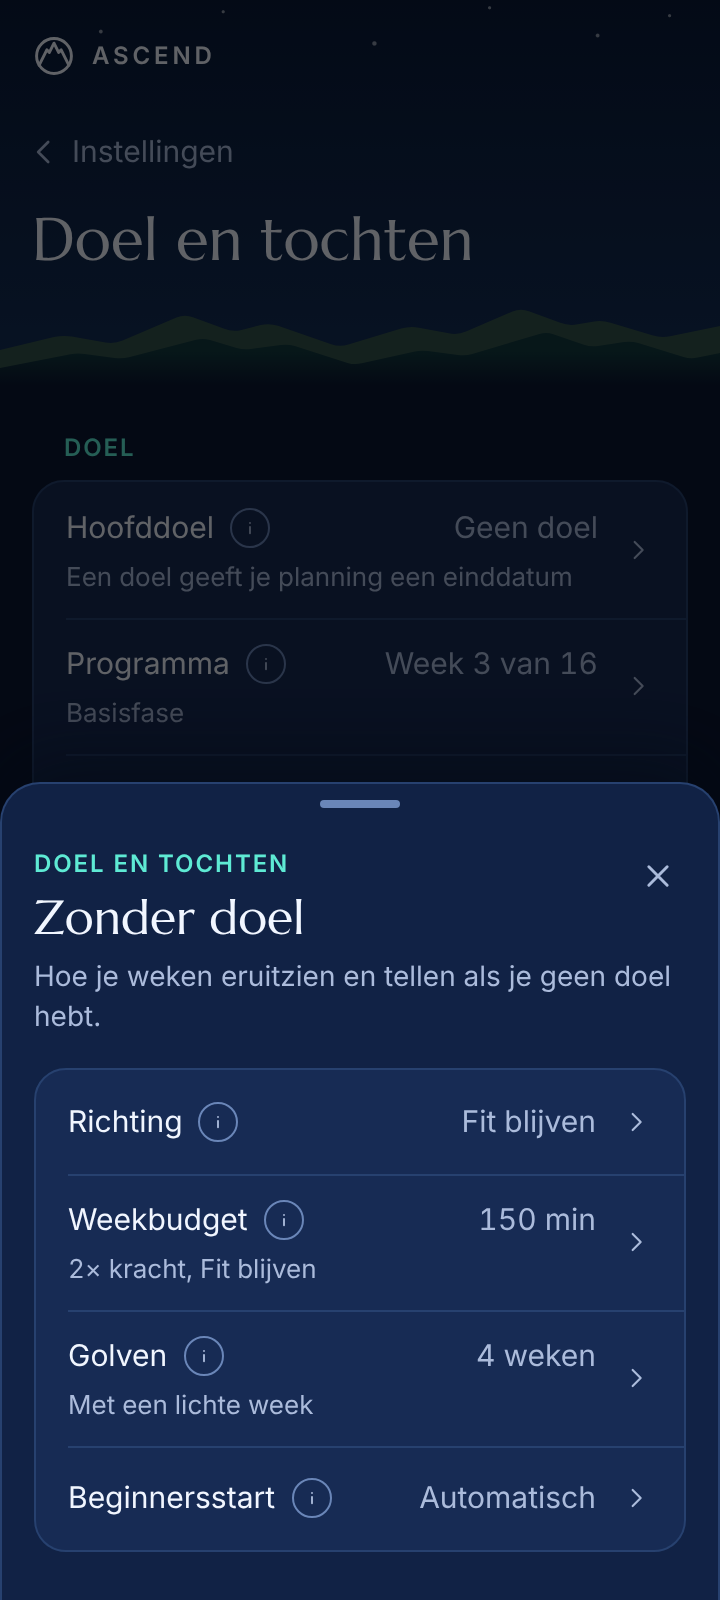 ASCEND
Instellingen
Doel en tochten
DOEL
Hoofddoel i Geen doel
Een doel geeft je planning een einddatum
Programma i Week 3 van 16
Basisfase
DOEL EN TOCHTEN
Zonder doel
Hoe je weken eruitzien en tellen als je geen doel
hebt.
Richting i Fit blijven
Weekbudget i 150 min
2× kracht, Fit blijven
Golven i 4 weken
Met een lichte week
Beginnersstart i Automatisch